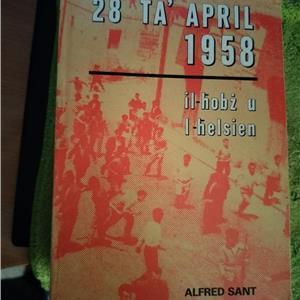 28 TA' APRIL
1958
il-ħobż u
l-ħelsien
ALFRED SANT